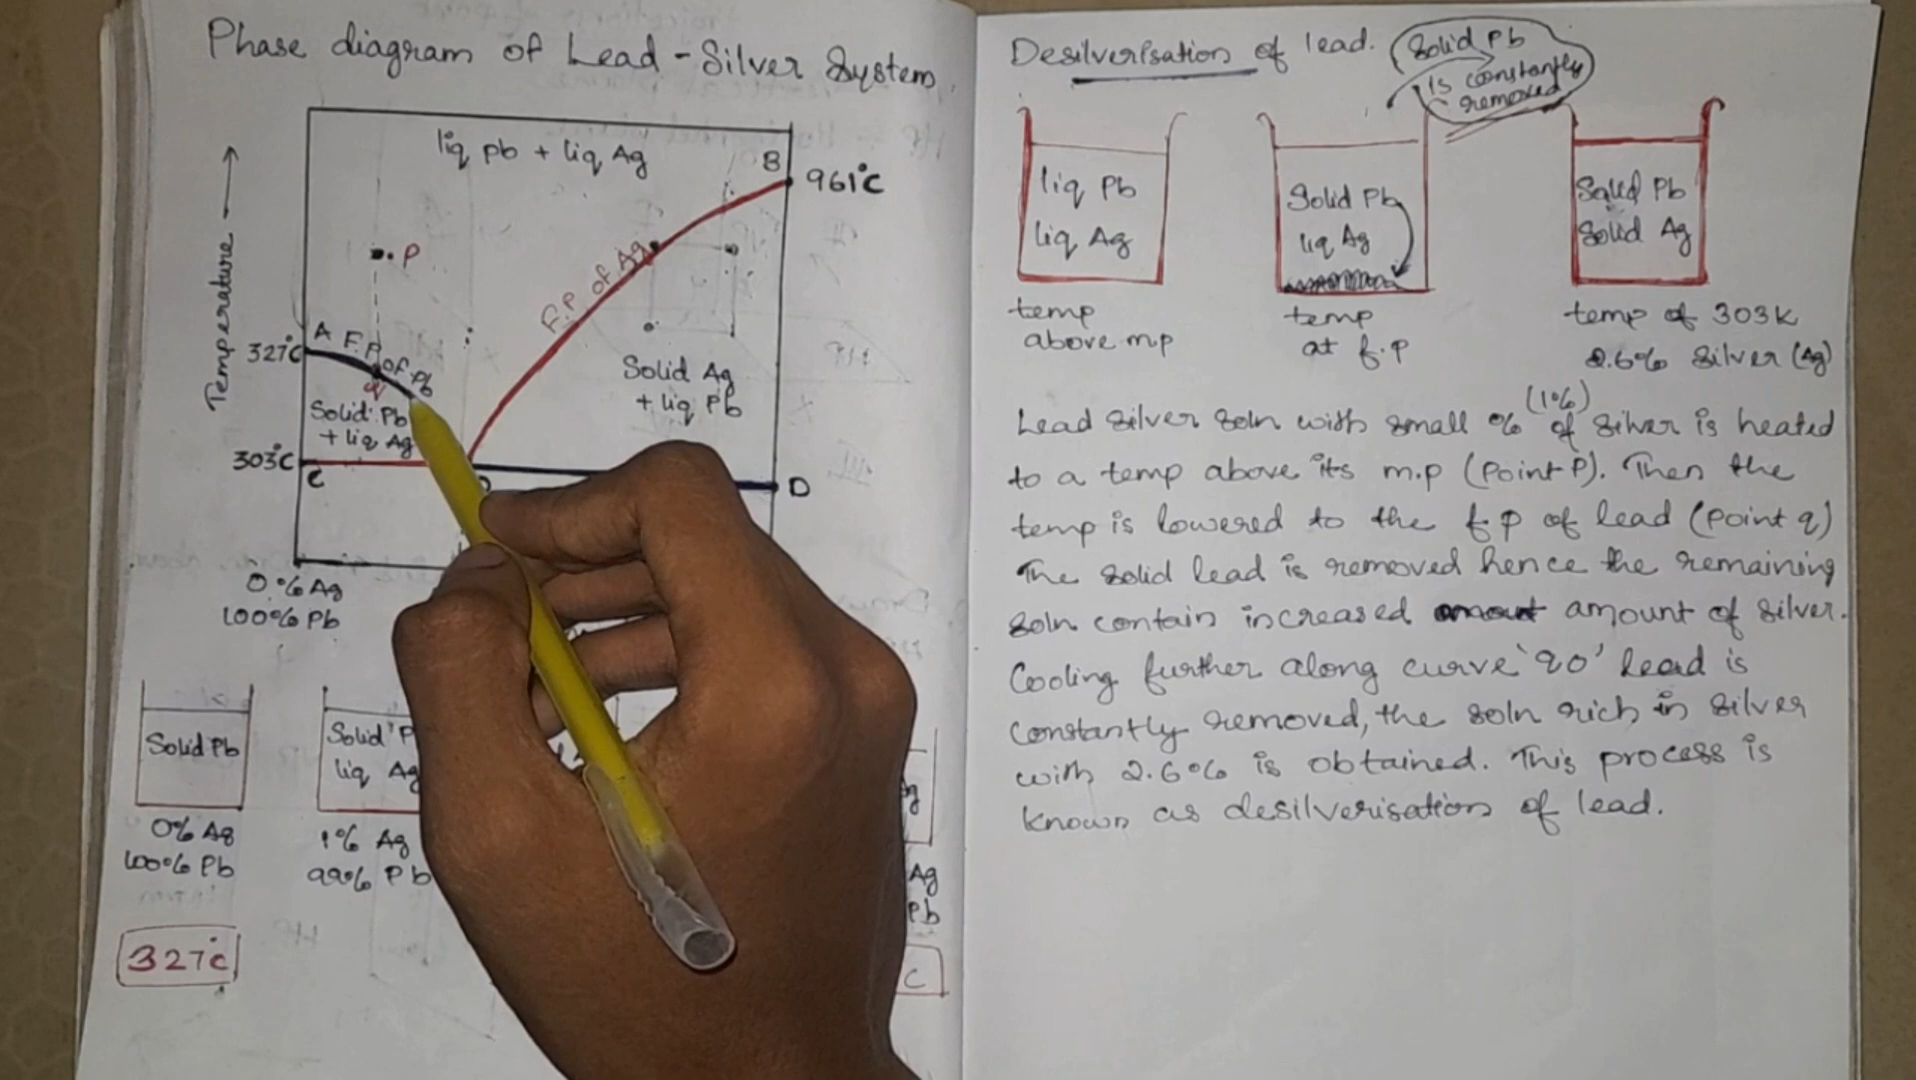 Phase diagram of Lead - Silver System.
liq pb + liq Ag
B
961°C
Temperature
P
F.P of Ag
327°C
A F.P of Pb
q
Solid Pb
+ liq Ag
Solid Ag
+ liq Pb
303°C
C
D
0% Ag
100% Pb
Solid Pb
0% Ag
100% Pb
327°C
liq Ag
1% Ag
99% Pb
Ag
Pb
C
Desilverisation of lead.
Solid Pb
is constantly
removed
liq Pb
liq Ag
temp
above m.p
Solid Pb
liq Ag
temp
at f.p
Solid Pb
Solid Ag
temp of 303k
2.6% Silver (Ag)
(1%)
Lead silver soln with small % of silver is heated
to a temp above its m.p (Point P). Then the
temp is lowered to the f p of lead (point q)
The solid lead is removed hence the remaining
soln contain increased amount of silver.
Cooling further along curve 'qo' lead is
constantly removed, the soln rich in silver
with 2.6% is obtained. This process is
known as desilverisation of lead.